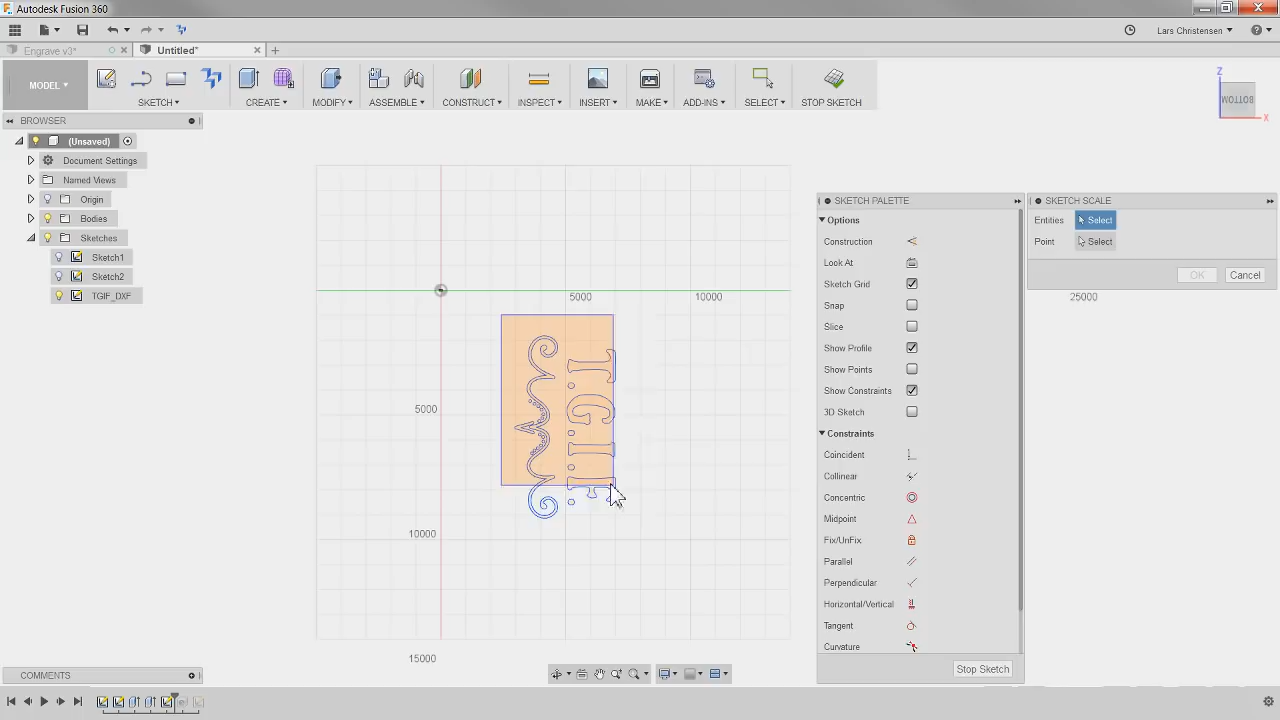 Autodesk Fusion 360
Lars Christensen
Engrave v3*
Untitled*
MODEL
SKETCH
CREATE
MODIFY
ASSEMBLE
CONSTRUCT
INSPECT
INSERT
MAKE
ADD-INS
SELECT
STOP SKETCH
BROWSER
(Unsaved)
Document Settings
Named Views
Origin
Bodies
Sketches
Sketch1
Sketch2
TGIF_DXF
Z
BOTTOM
X
5000
10000
25000
5000
10000
15000
T.G.I.F.
SKETCH PALETTE
Options
Construction
Look At
Sketch Grid
Snap
Slice
Show Profile
Show Points
Show Constraints
3D Sketch
Constraints
Coincident
Collinear
Concentric
Midpoint
Fix/UnFix
Parallel
Perpendicular
Horizontal/Vertical
Tangent
Curvature
Stop Sketch
SKETCH SCALE
Entities Select
Point Select
OK Cancel
COMMENTS